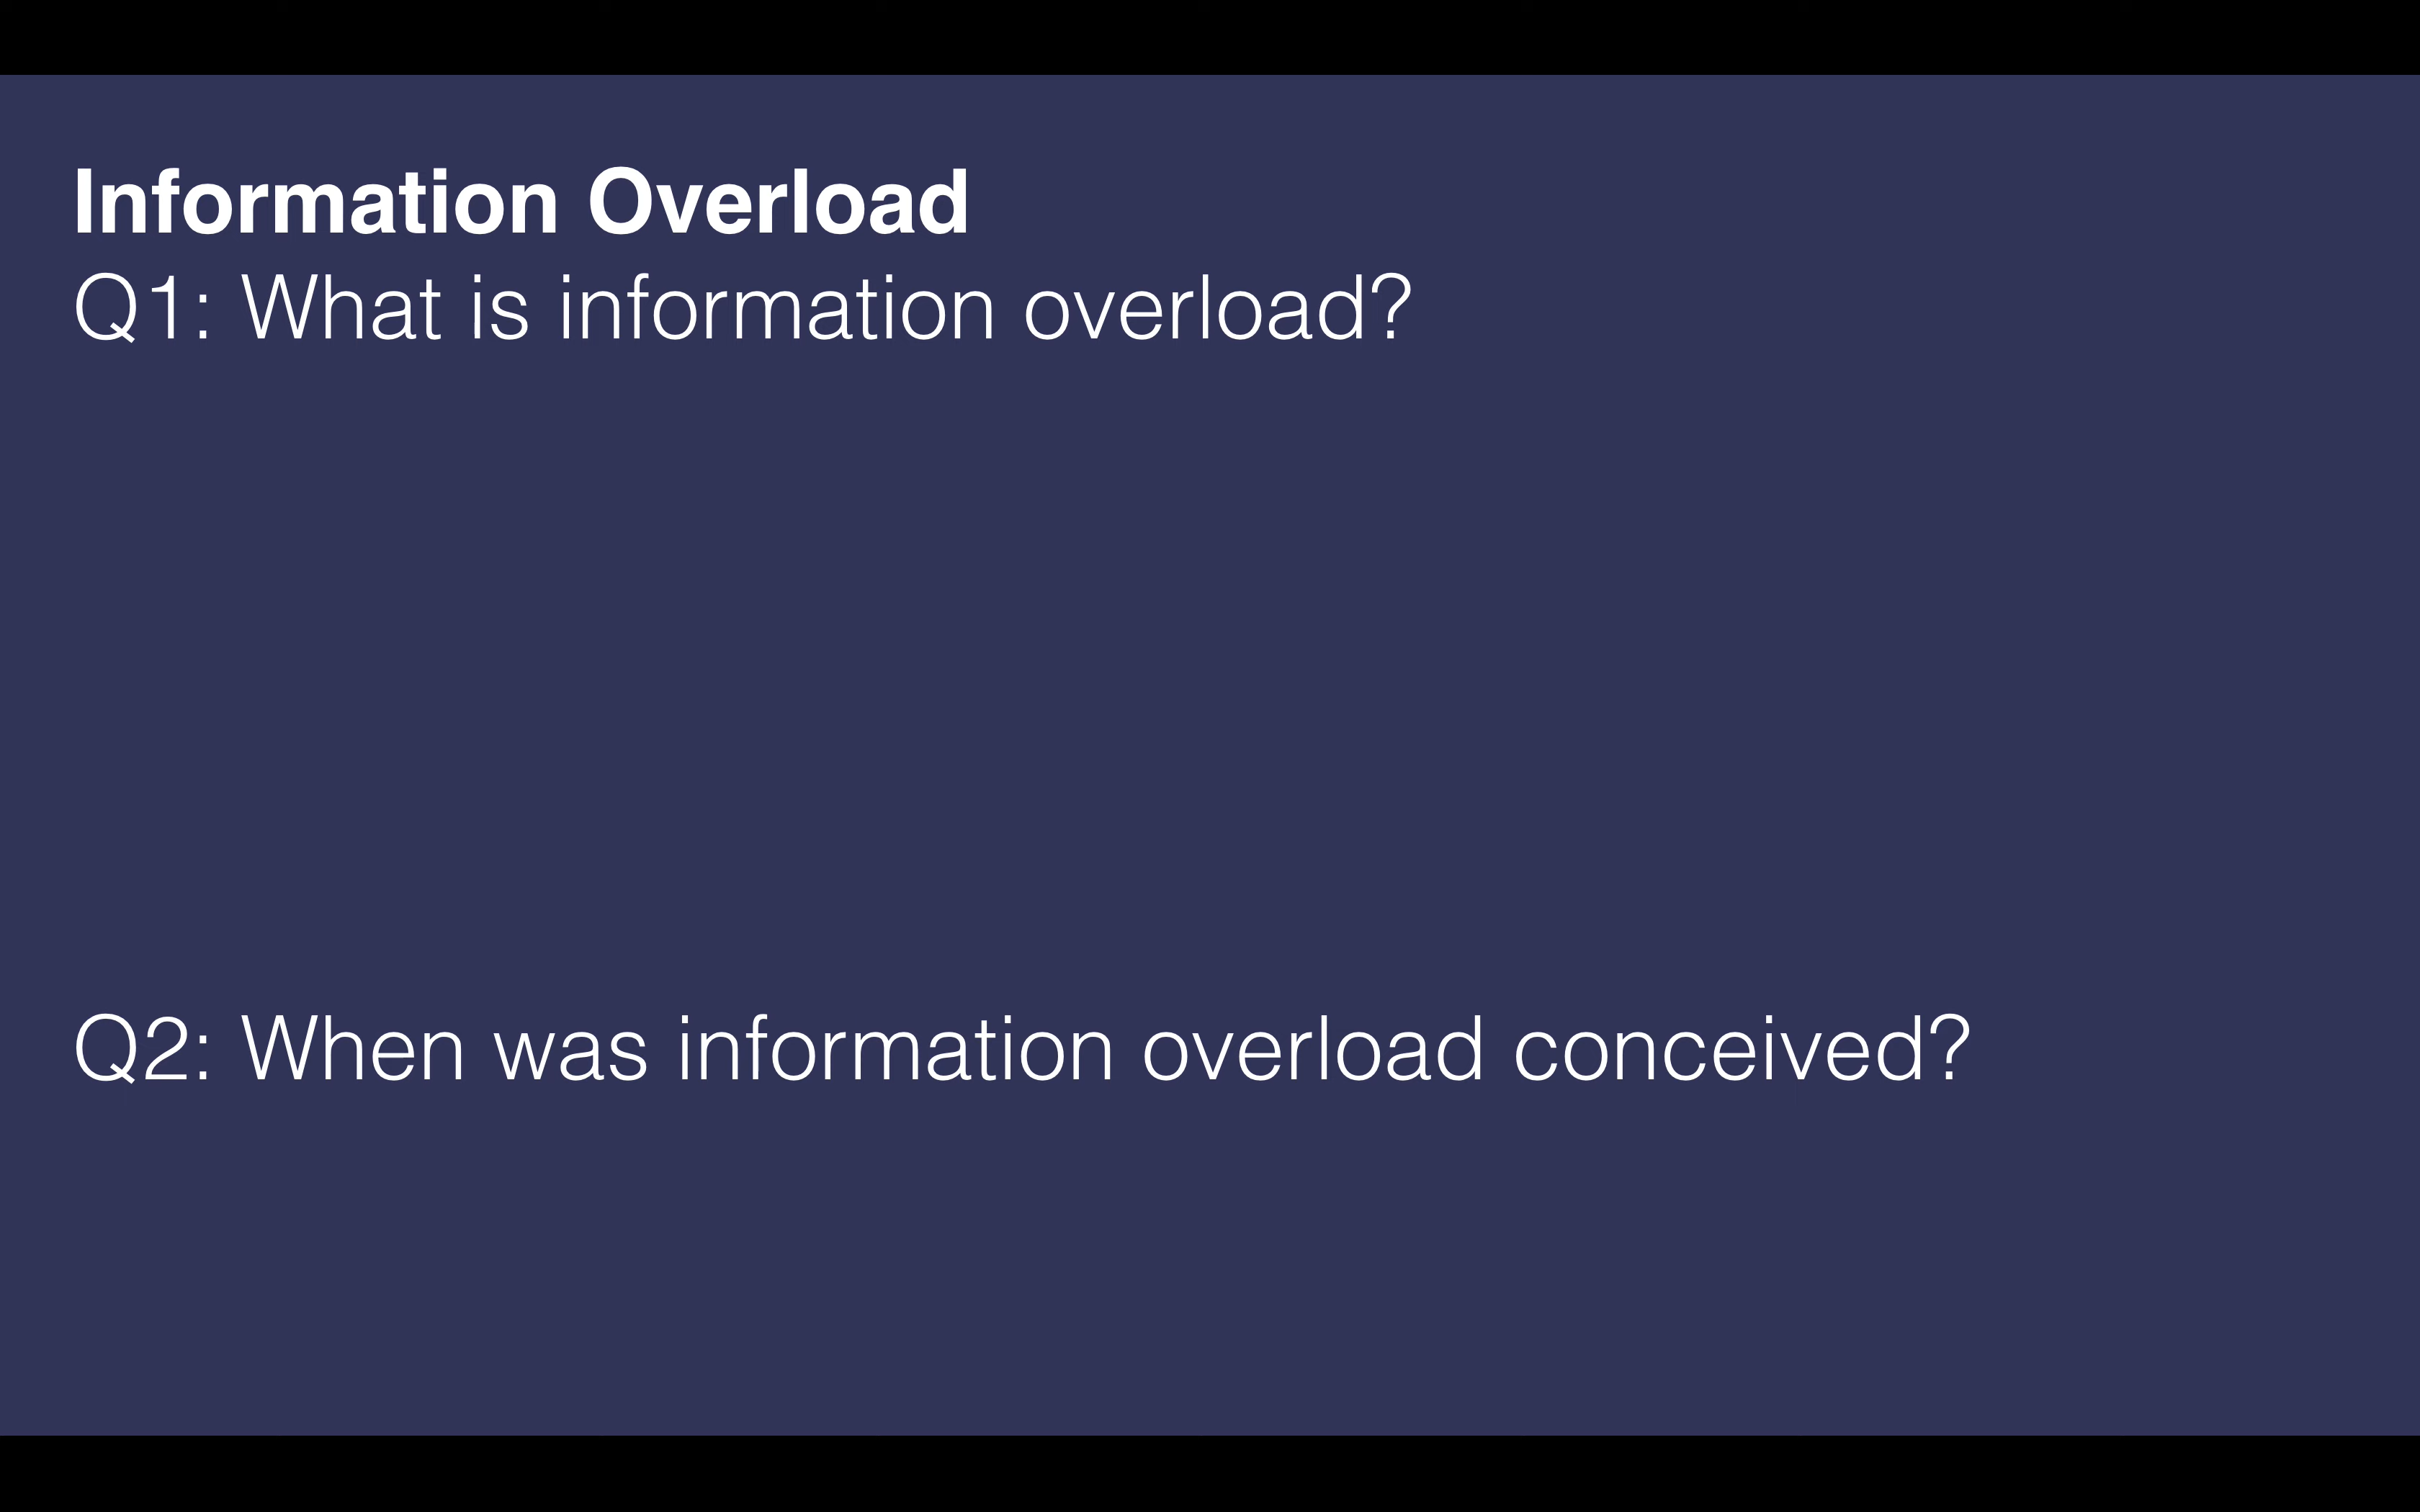 Information Overload
Q1: What is information overload?
Q2: When was information overload conceived?